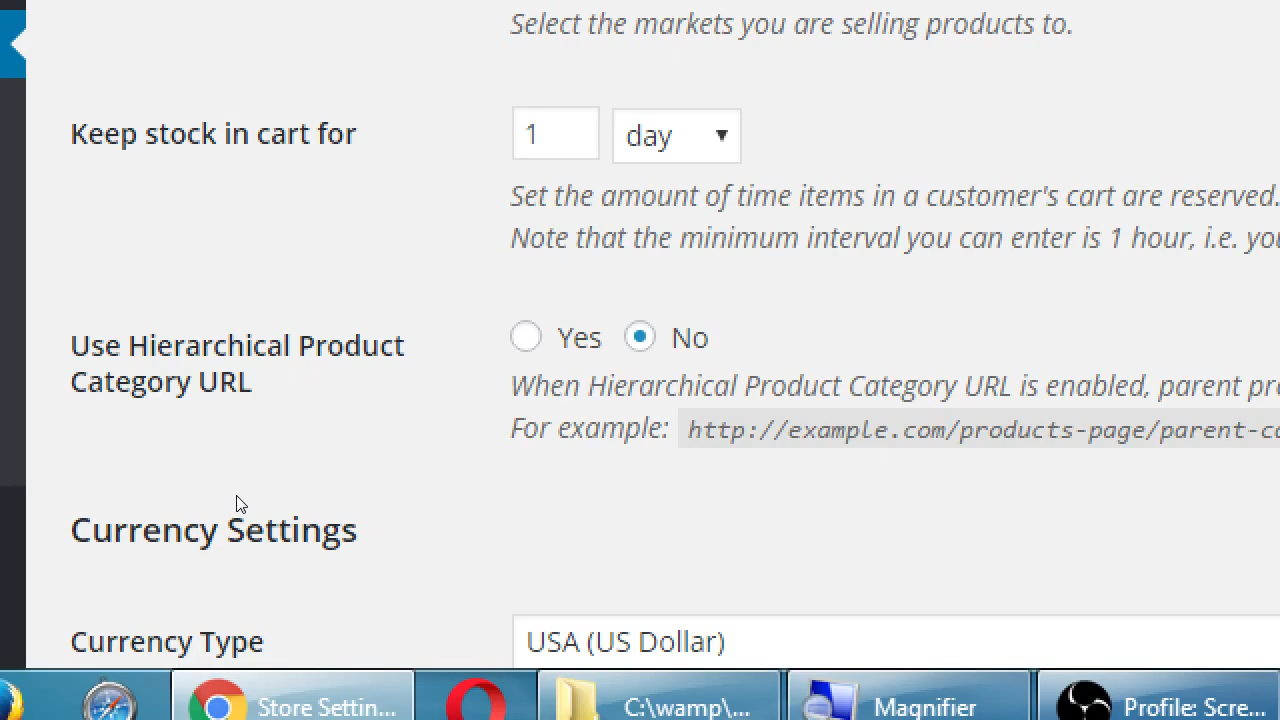 Select the markets you are selling products to.
Keep stock in cart for
1 day
Set the amount of time items in a customer's cart are reserved.
Note that the minimum interval you can enter is 1 hour, i.e. you
Use Hierarchical Product
Category URL
Yes No
When Hierarchical Product Category URL is enabled, parent pro
For example: http://example.com/products-page/parent-ca
Currency Settings
Currency Type
USA (US Dollar)
Store Settin... C:\wamp\... Magnifier Profile: Scre...